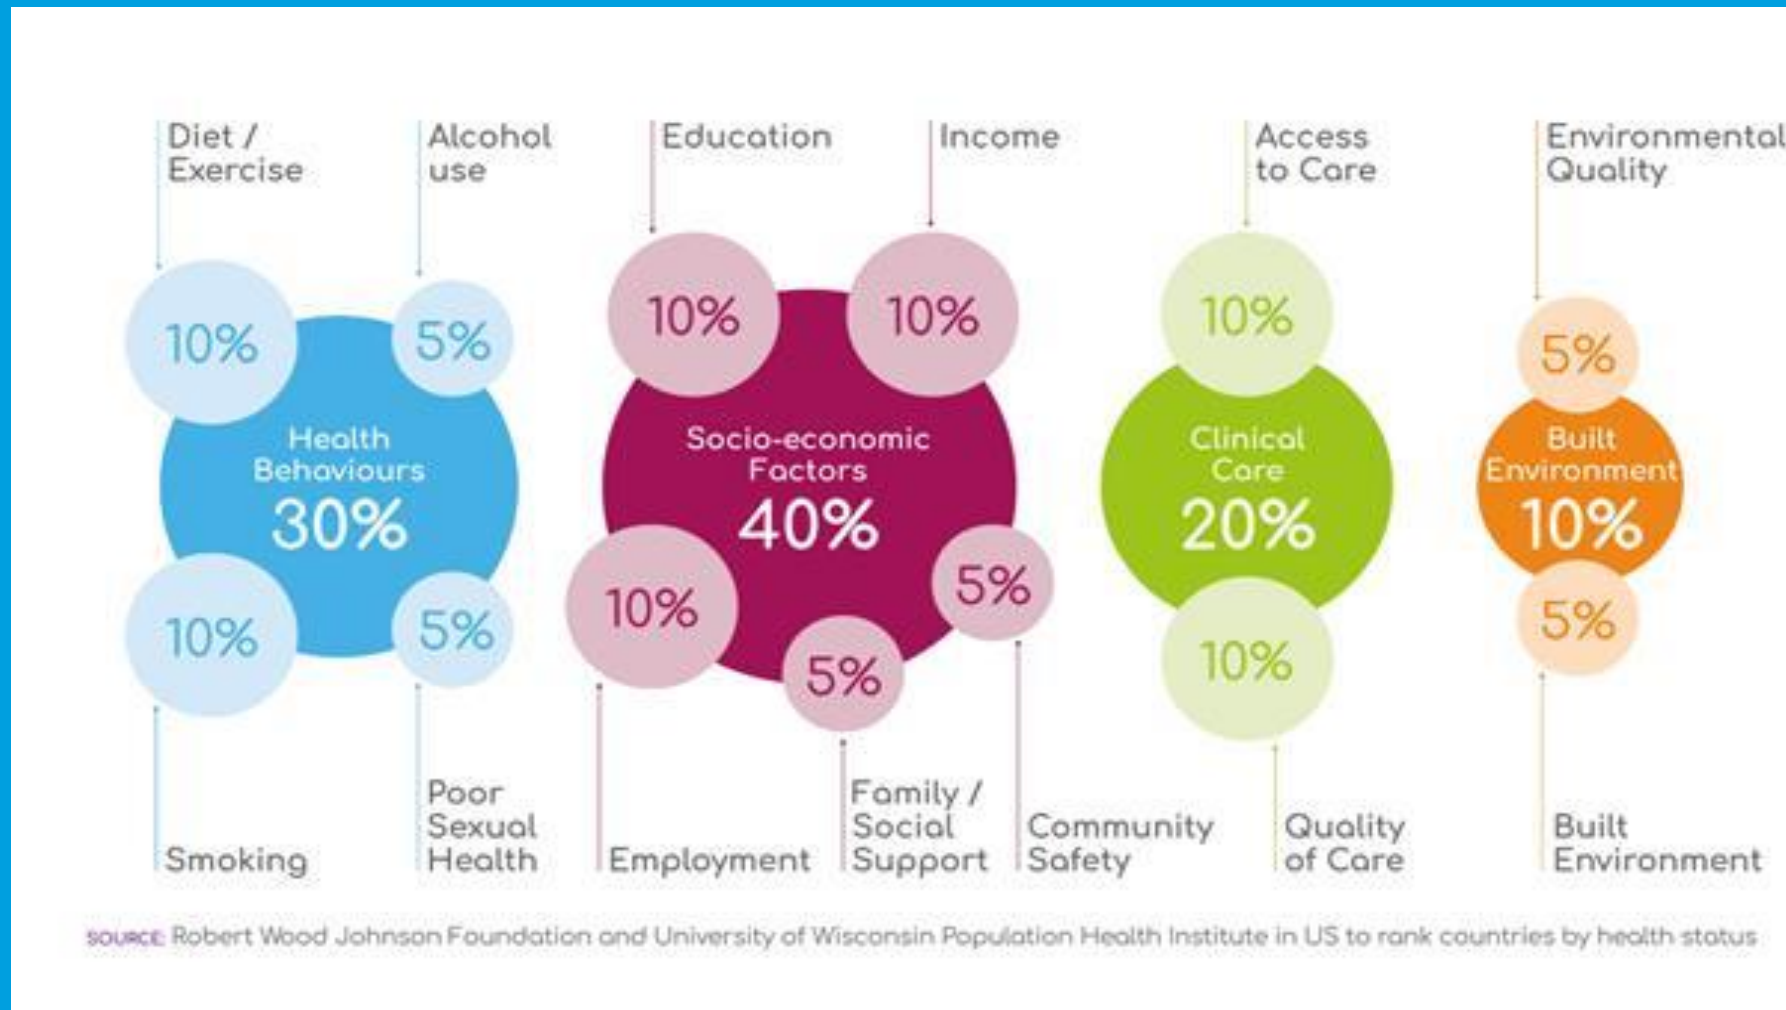 Diet /
Exercise
Alcohol
use
Education
Income
Access
to Care
Environmental
Quality
10%
5%
10%
10%
10%
5%
Health
Behaviours
30%
Socio-economic
Factors
40%
Clinical
Care
20%
Built
Environment
10%
10%
5%
10%
5%
5%
10%
5%
Smoking
Poor
Sexual
Health
Employment
Family /
Social
Support
Community
Safety
Quality
of Care
Built
Environment
SOURCE: Robert Wood Johnson Foundation and University of Wisconsin Population Health Institute in US to rank countries by health status